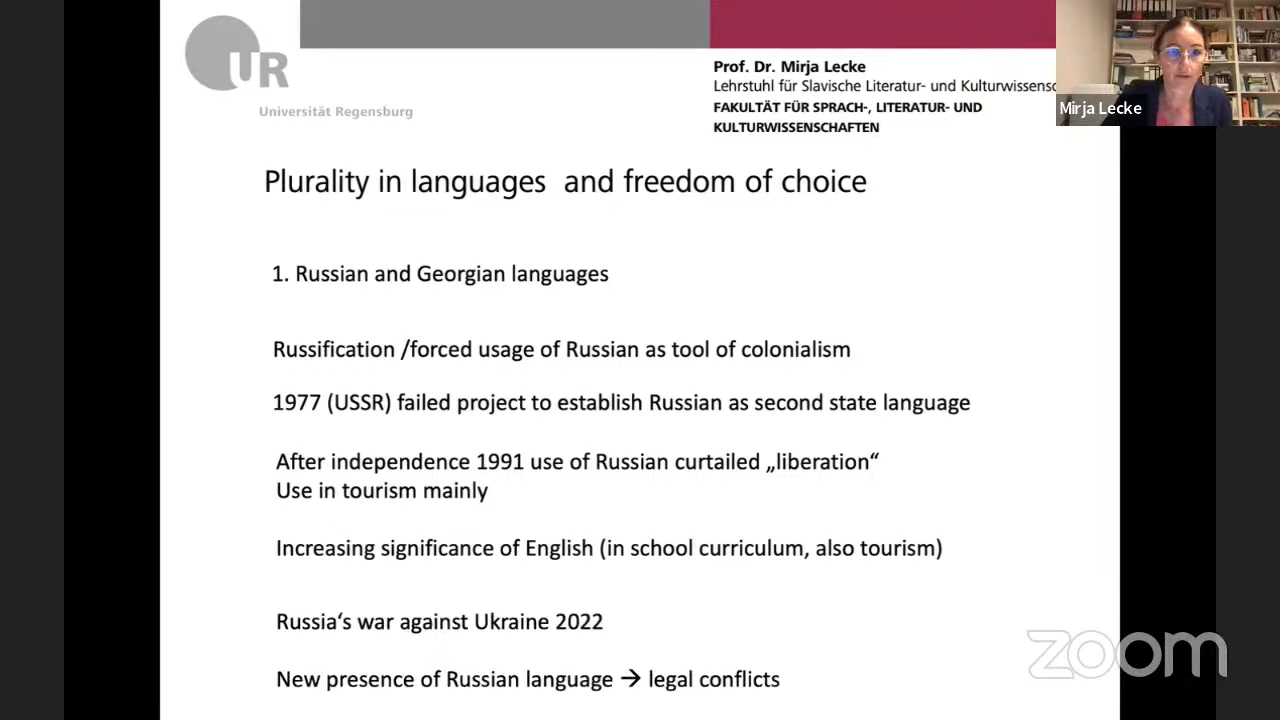 UR
Universität Regensburg
Prof. Dr. Mirja Lecke
Lehrstuhl für Slavische Literatur- und Kulturwissensc
FAKULTÄT FÜR SPRACH-, LITERATUR- UND
KULTURWISSENSCHAFTEN
Mirja Lecke
Plurality in languages and freedom of choice
1. Russian and Georgian languages
Russification /forced usage of Russian as tool of colonialism
1977 (USSR) failed project to establish Russian as second state language
After independence 1991 use of Russian curtailed „liberation“
Use in tourism mainly
Increasing significance of English (in school curriculum, also tourism)
Russia‘s war against Ukraine 2022
New presence of Russian language → legal conflicts
zoom